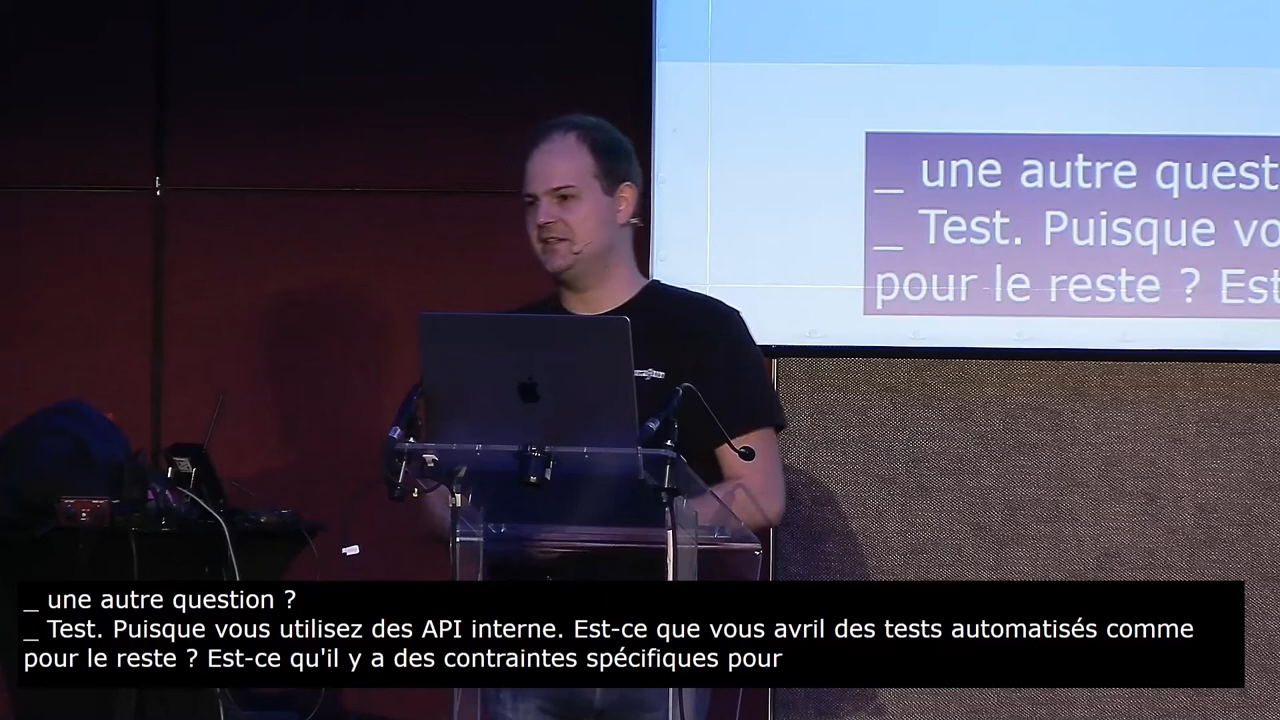 _ une autre quest
_ Test. Puisque vo
pour le reste ? Est
_ une autre question ?
_ Test. Puisque vous utilisez des API interne. Est-ce que vous avril des tests automatisés comme
pour le reste ? Est-ce qu'il y a des contraintes spécifiques pour